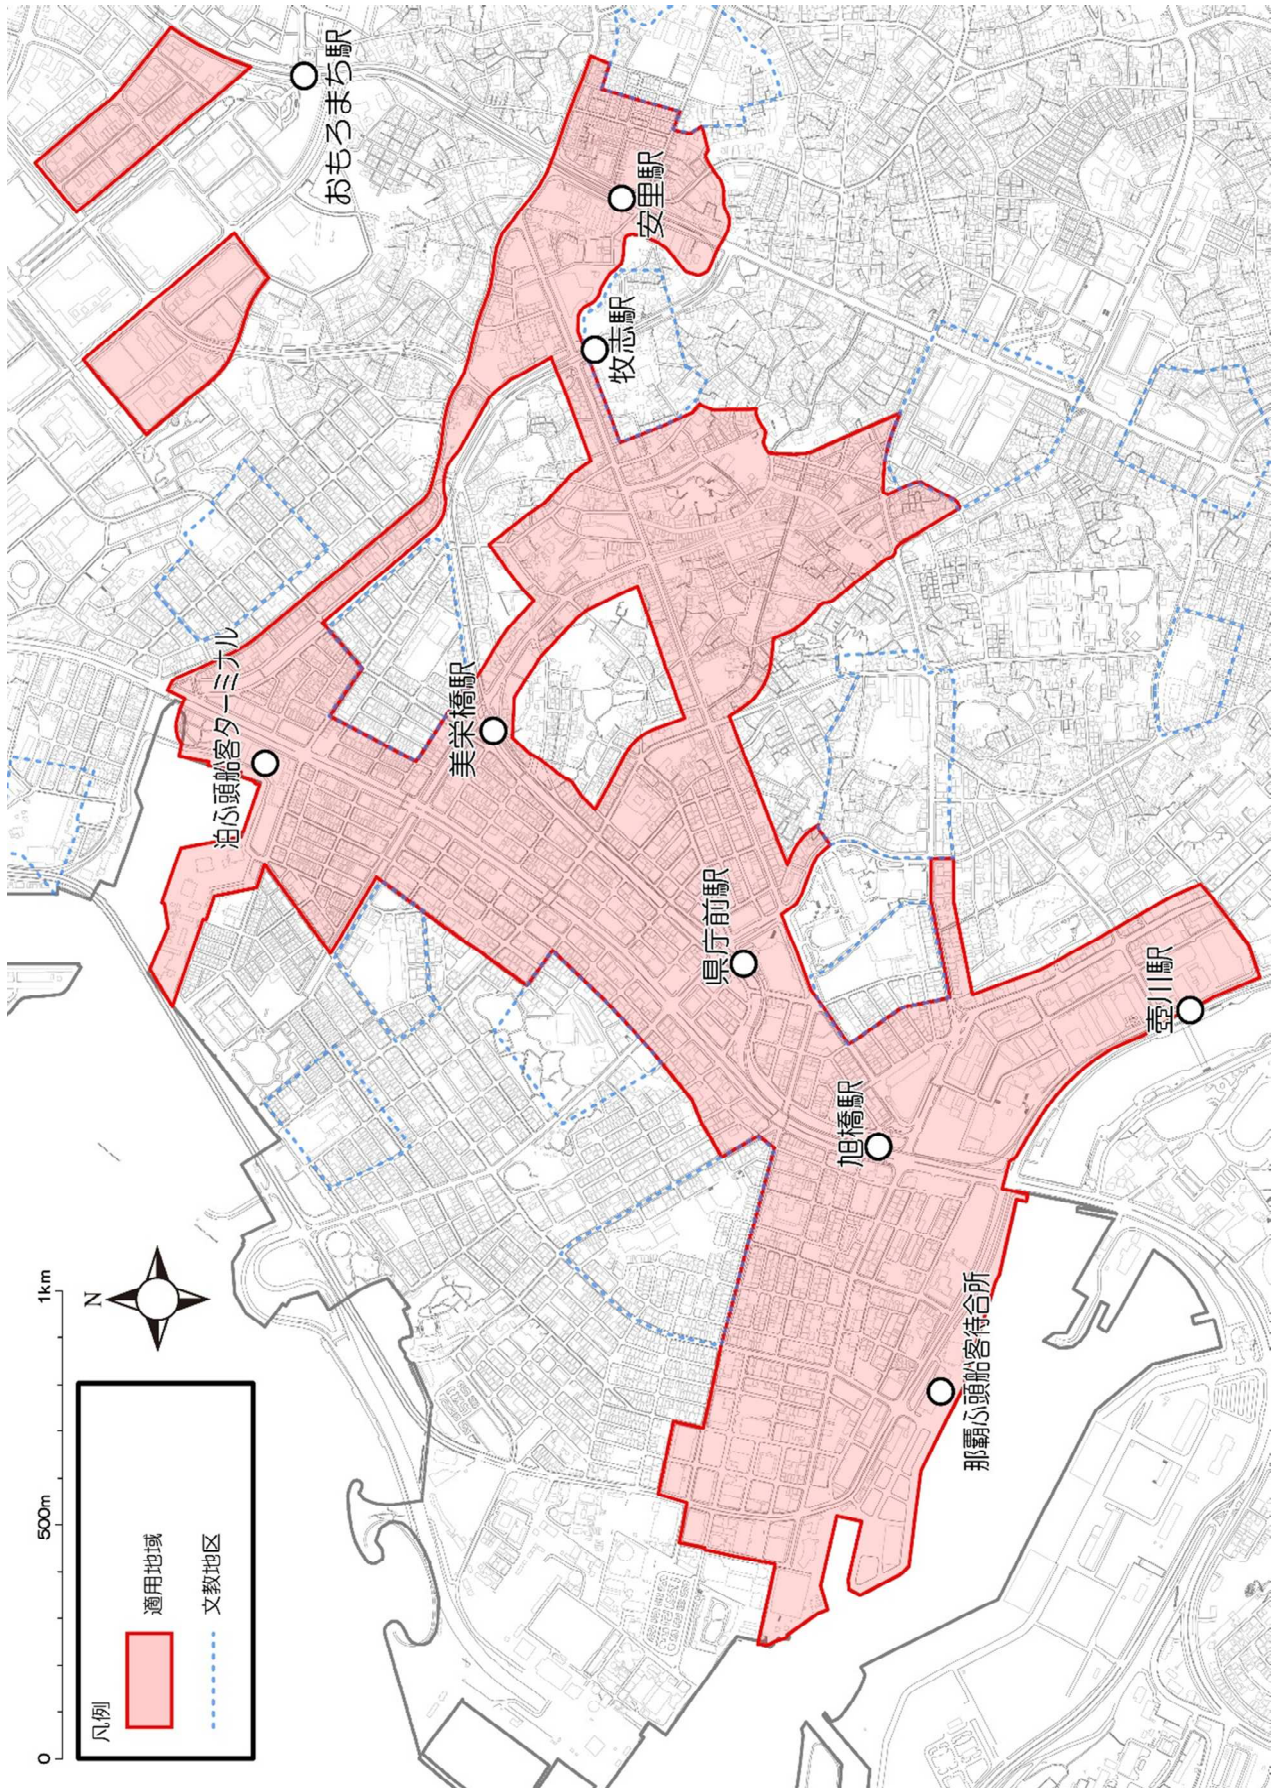 凡例
適用地域
文教地区
0
500m
1km
N
おもろまち駅
安里駅
牧志駅
泊ふ頭船客ターミナル
美栄橋駅
県庁前駅
壺川駅
旭橋駅
那覇ふ頭船客待合所